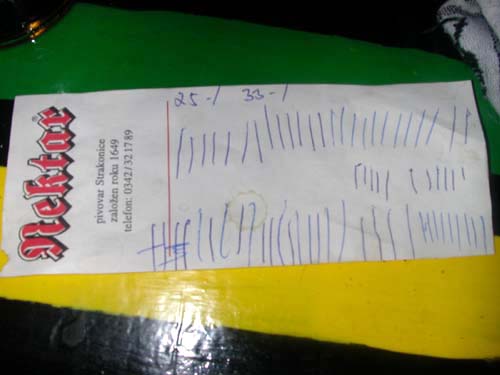 Nektar
pivovar Strakonice
založen roku 1649
telefon: 0342/321789
25-/ 33-/